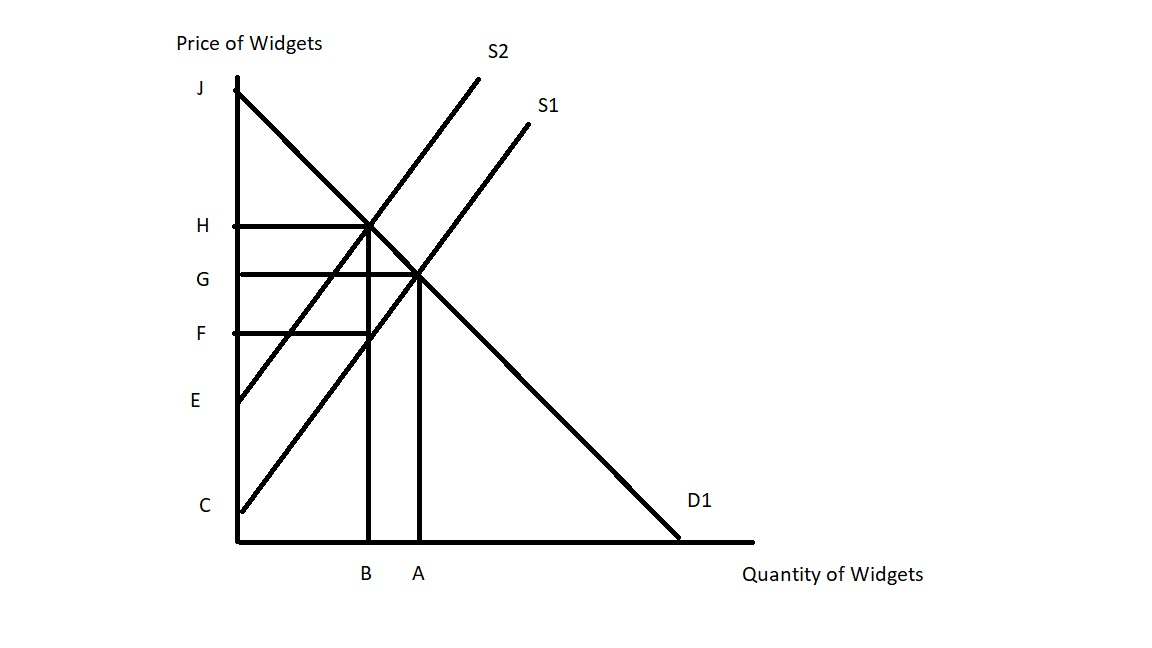 Price of Widgets
S2
J
S1
H
G
F
E
C
D1
B A
Quantity of Widgets